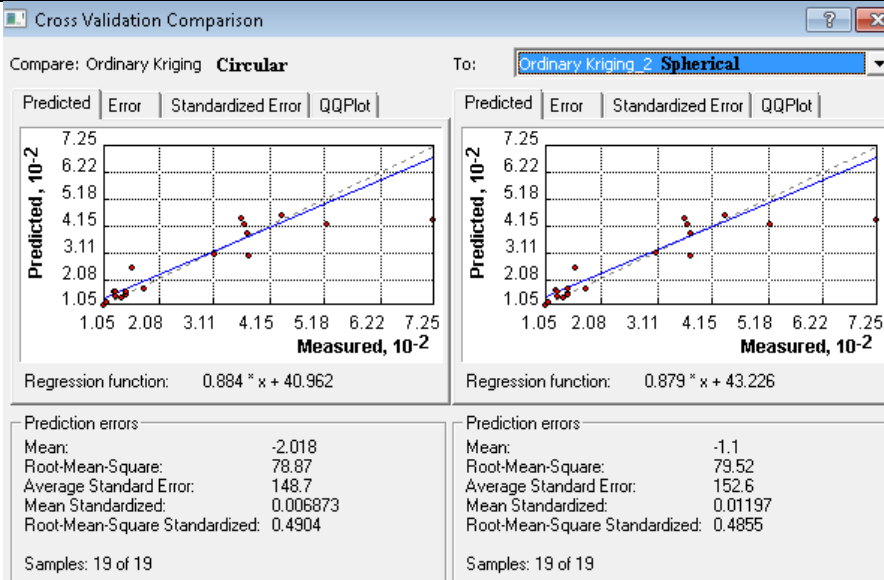 Cross Validation Comparison
Compare: Ordinary Kriging Circular
To: Ordinary Kriging_2 Spherical
Predicted Error Standardized Error QQPlot
7.25
6.22
5.18
4.15
3.11
2.08
1.05
Predicted, 10-2
1.05 2.08 3.11 4.15 5.18 6.22 7.25
Measured, 10-2
Regression function: 0.884 * x + 40.962
Prediction errors
Mean: -2.018
Root-Mean-Square: 78.87
Average Standard Error: 148.7
Mean Standardized: 0.006873
Root-Mean-Square Standardized: 0.4904
Samples: 19 of 19
Predicted Error Standardized Error QQPlot
7.25
6.22
5.18
4.15
3.11
2.08
1.05
Predicted, 10-2
1.05 2.08 3.11 4.15 5.18 6.22 7.25
Measured, 10-2
Regression function: 0.879 * x + 43.226
Prediction errors
Mean: -1.1
Root-Mean-Square: 79.52
Average Standard Error: 152.6
Mean Standardized: 0.01197
Root-Mean-Square Standardized: 0.4855
Samples: 19 of 19